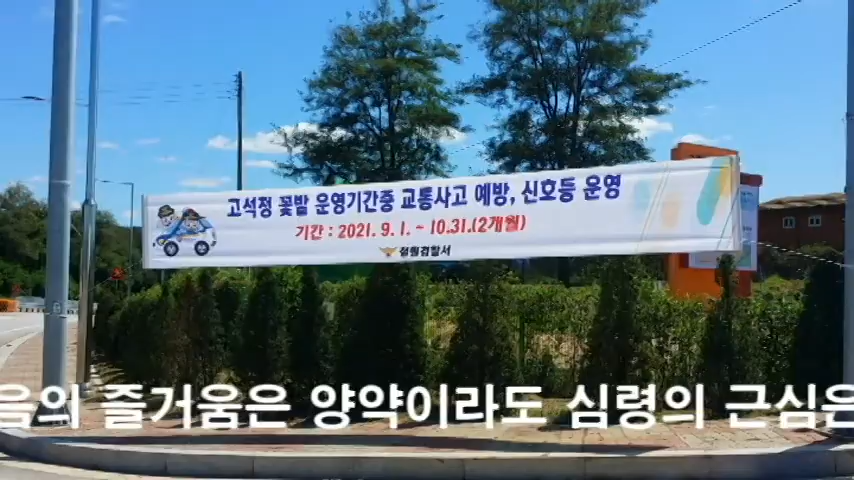 고석정 꽃밭 운영기간중 교통사고 예방, 신호등 운영
기간 : 2021. 9. 1. ~ 10.31.(2개월)
철원경찰서
음의 즐거움은 양약이라도 심령의 근심은